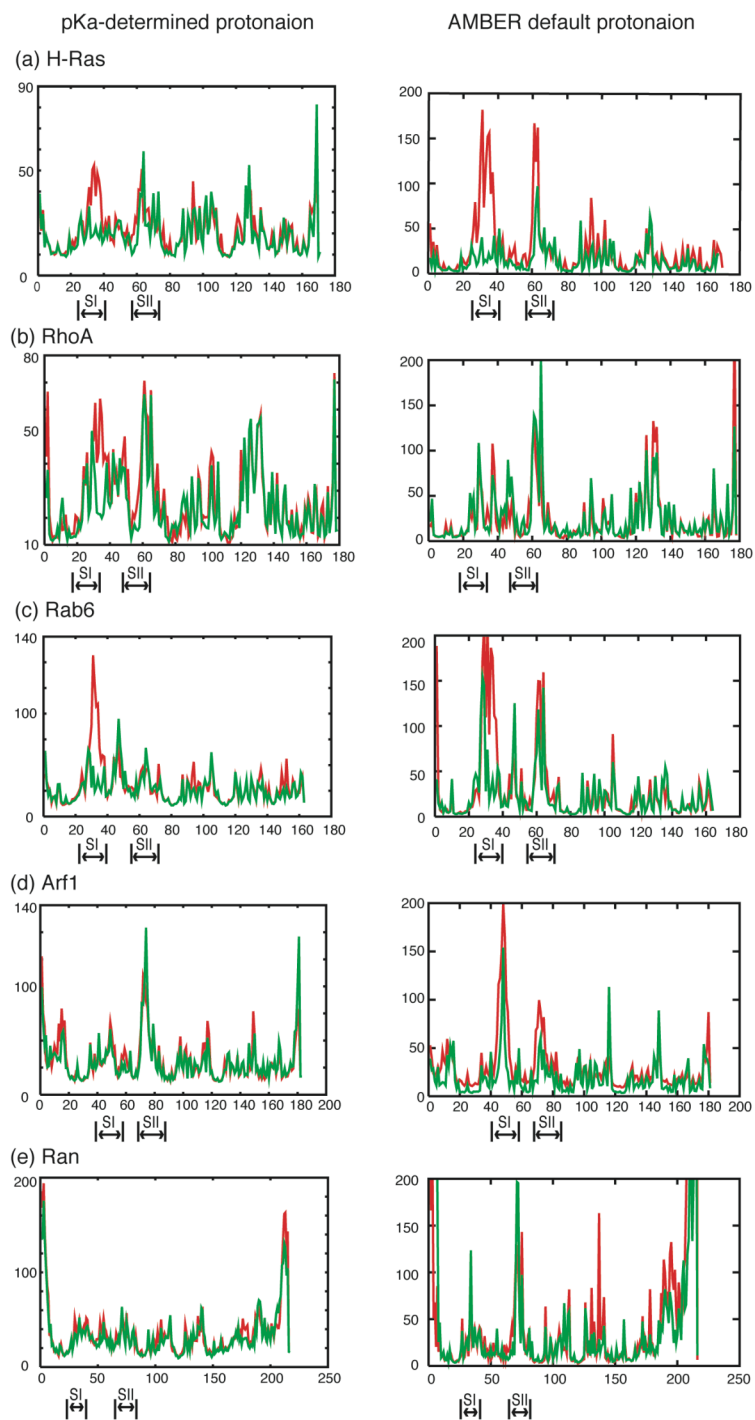 pKa-determined protonaion
AMBER default protonaion
(a) H-Ras
90
50
0
0 20 40 60 80 100 120 140 160 180
SI SII
200
150
100
50
0
0 20 40 60 80 100 120 140 160 180
SI SII
(b) RhoA
80
50
10
0 20 40 60 80 100 120 140 160 180
SI SII
200
150
100
50
0
0 20 40 60 80 100 120 140 160 180
SI SII
(c) Rab6
140
100
0
0 20 40 60 80 100 120 140 160 180
SI SII
200
150
100
50
0
0 20 40 60 80 100 120 140 160 180
SI SII
(d) Arf1
140
100
0
0 20 40 60 80 100 120 140 160 180 200
SI SII
200
150
100
50
0
0 20 40 60 80 100 120 140 160 180 200
SI SII
(e) Ran
200
100
0
0 50 100 150 200 250
SI SII
200
150
100
50
0
0 50 100 150 200 250
SI SII